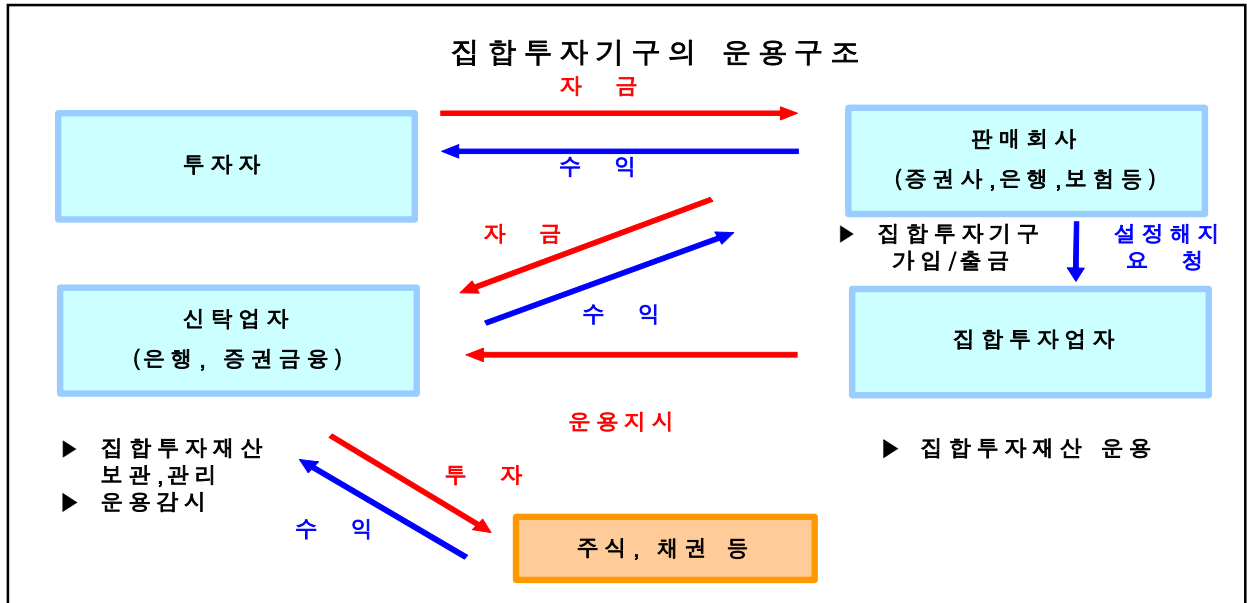 집합투자기구의 운용구조
자 금
투자자
수 익
판매회사
(증권사,은행,보험등)
자 금
▶ 집합투자기구
가입/출금
설정해지
요 청
신탁업자
(은행, 증권금융)
수 익
집합투자업자
운용지시
▶ 집합투자재산
보관,관리
▶ 운용감시
투 자
▶ 집합투자재산 운용
수 익
주식, 채권 등